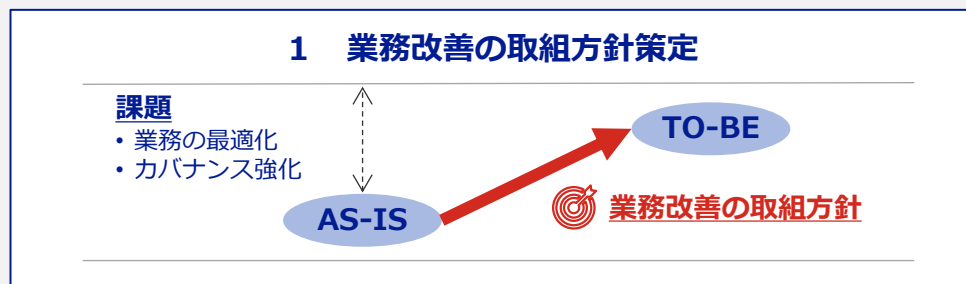 1 業務改善の取組方針策定
課題
• 業務の最適化
• カバナンス強化
TO-BE
AS-IS
業務改善の取組方針